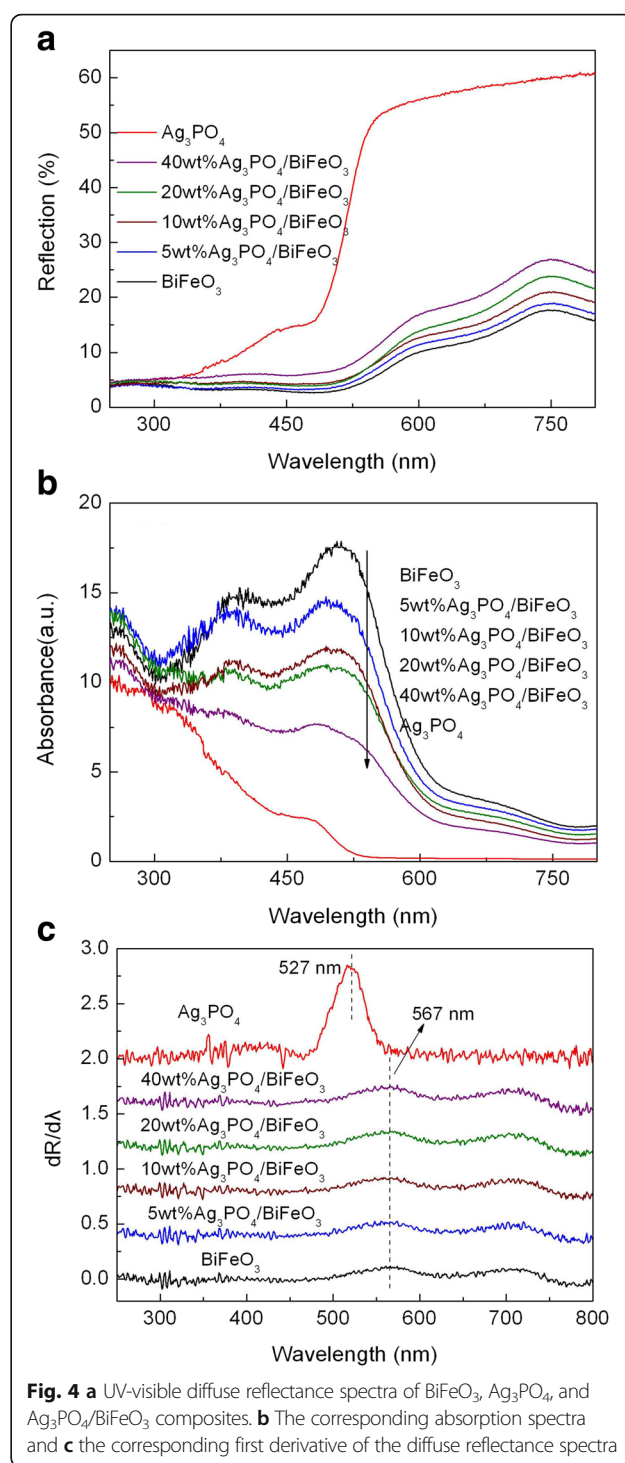 a
60
50
40
30
20
10
0
Reflection (%)
Ag₃PO₄
40wt%Ag₃PO₄/BiFeO₃
20wt%Ag₃PO₄/BiFeO₃
10wt%Ag₃PO₄/BiFeO₃
5wt%Ag₃PO₄/BiFeO₃
BiFeO₃
300 450 600 750
Wavelength (nm)
b
20
15
10
5
0
Absorbance(a.u.)
BiFeO₃
5wt%Ag₃PO₄/BiFeO₃
10wt%Ag₃PO₄/BiFeO₃
20wt%Ag₃PO₄/BiFeO₃
40wt%Ag₃PO₄/BiFeO₃
Ag₃PO₄
300 450 600 750
Wavelength (nm)
c
3.0
2.5
2.0
1.5
1.0
0.5
0.0
dR/dλ
527 nm
567 nm
Ag₃PO₄
40wt%Ag₃PO₄/BiFeO₃
20wt%Ag₃PO₄/BiFeO₃
10wt%Ag₃PO₄/BiFeO₃
5wt%Ag₃PO₄/BiFeO₃
BiFeO₃
300 400 500 600 700 800
Wavelength (nm)
Fig. 4 a UV-visible diffuse reflectance spectra of BiFeO₃, Ag₃PO₄, and
Ag₃PO₄/BiFeO₃ composites. b The corresponding absorption spectra
and c the corresponding first derivative of the diffuse reflectance spectra